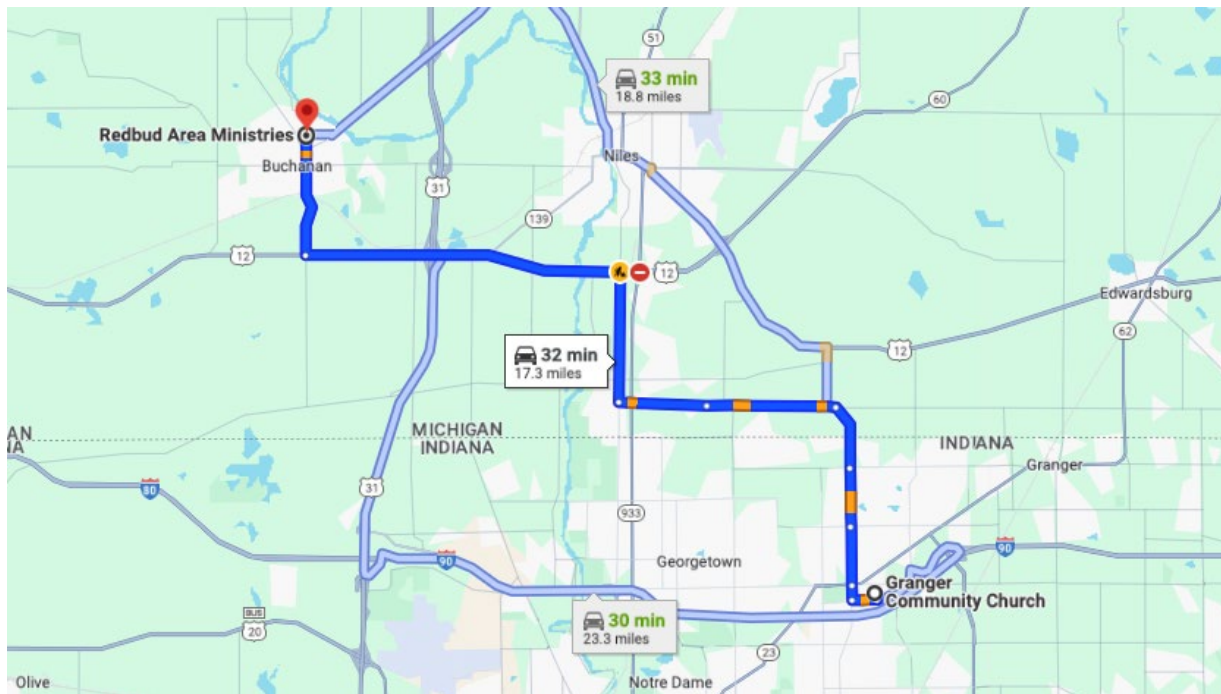 51
33 min
18.8 miles
60
Redbud Area Ministries
Buchanan
Niles
31
139
12
12
Edwardsburg
62
32 min
17.3 miles
12
MICHIGAN
INDIANA
AN
NA
INDIANA
Granger
31
80
933
90
Georgetown
90
Granger
Community Church
30 min
23.3 miles
BUS
20
23
Olive
Notre Dame